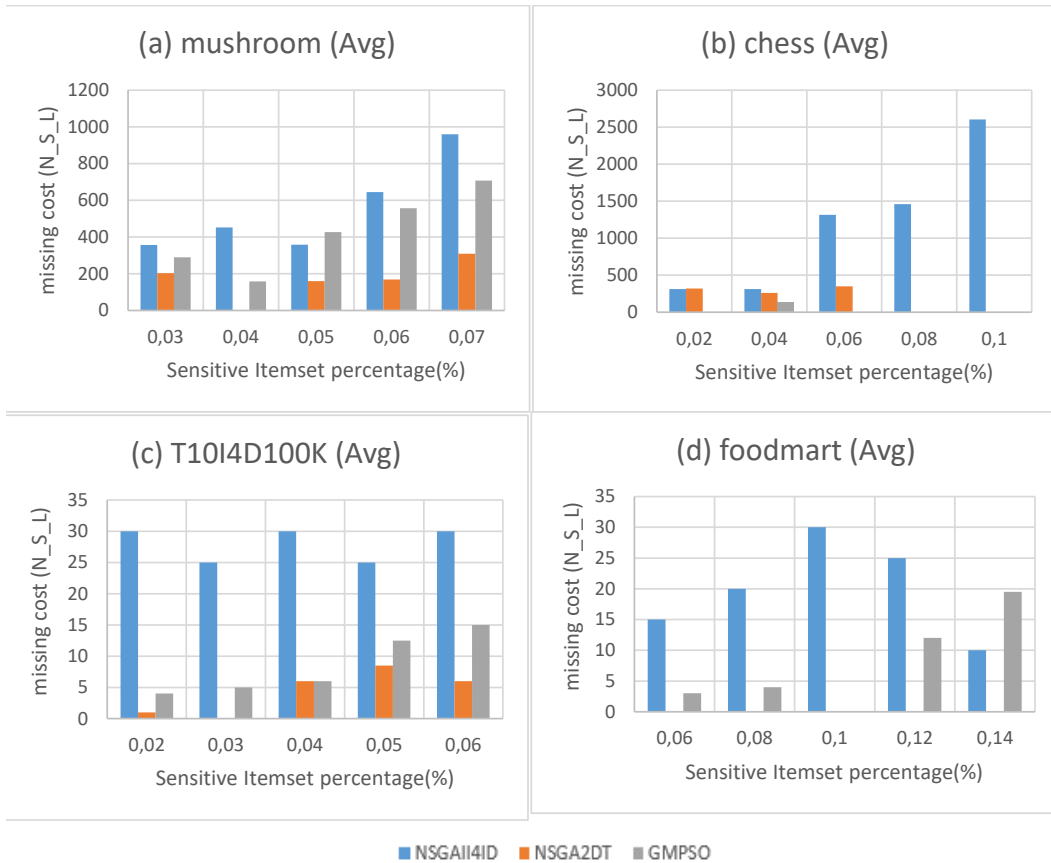 (a) mushroom (Avg)
missing cost (N_S_L)
1200
1000
800
600
400
200
0
0,03 0,04 0,05 0,06 0,07
Sensitive Itemset percentage(%)
(b) chess (Avg)
missing cost (N_S_L)
3000
2500
2000
1500
1000
500
0
0,02 0,04 0,06 0,08 0,1
Sensitive Itemset percentage(%)
(c) T10I4D100K (Avg)
missing cost (N_S_L)
35
30
25
20
15
10
5
0
0,02 0,03 0,04 0,05 0,06
Sensitive Itemset percentage(%)
(d) foodmart (Avg)
missing cost (N_S_L)
35
30
25
20
15
10
5
0
0,06 0,08 0,1 0,12 0,14
Sensitive Itemset percentage(%)
NSGAII4ID NSGA2DT GMPSO